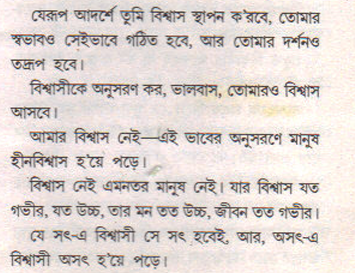 যেরূপ আদর্শে তুমি বিশ্বাস স্থাপন ক'রবে, তোমার
স্বভাবও সেইভাবে গঠিত হবে, আর তোমার দর্শনও
তদ্রূপ হবে।
বিশ্বাসীকে অনুসরণ কর, ভালবাস, তোমারও বিশ্বাস
আসবে।
আমার বিশ্বাস নেই—এই ভাবের অনুসরণে মানুষ
হীনবিশ্বাস হ'য়ে পড়ে।
বিশ্বাস নেই এমনতর মানুষ নেই। যার বিশ্বাস যত
গভীর, যত উচ্চ, তার মন তত উচ্চ, জীবন তত গভীর।
যে সৎ-এ বিশ্বাসী সে সৎ হবেই, আর, অসৎ-এ
বিশ্বাসী অসৎ হ'য়ে পড়ে।